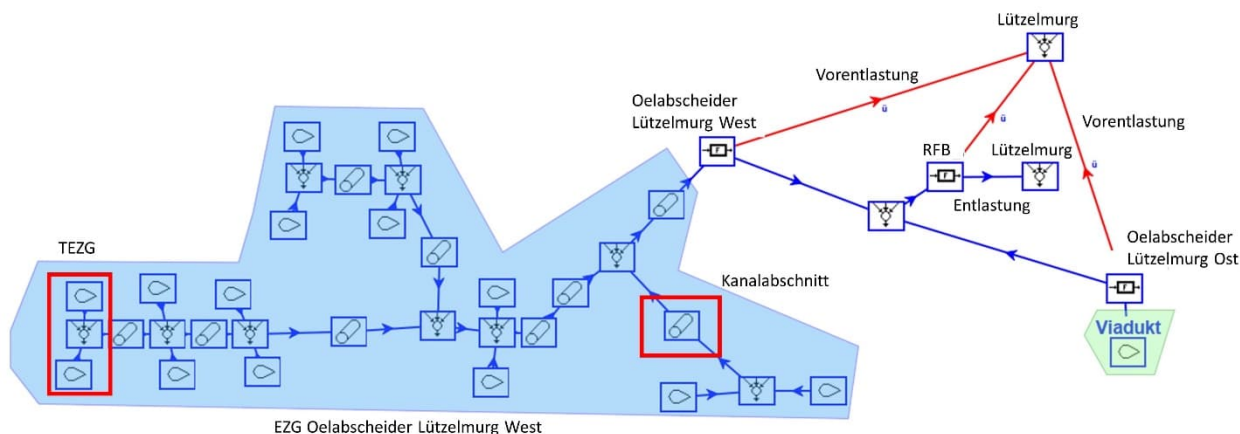 Lützelmurg
Vorentlastung
Oelabscheider
Lützelmurg West
ü
Vorentlastung
RFB
Lützelmurg
ü
ü
F
F
Entlastung
TEZG
Oelabscheider
Lützelmurg Ost
Kanalabschnitt
F
Viadukt
EZG Oelabscheider Lützelmurg West